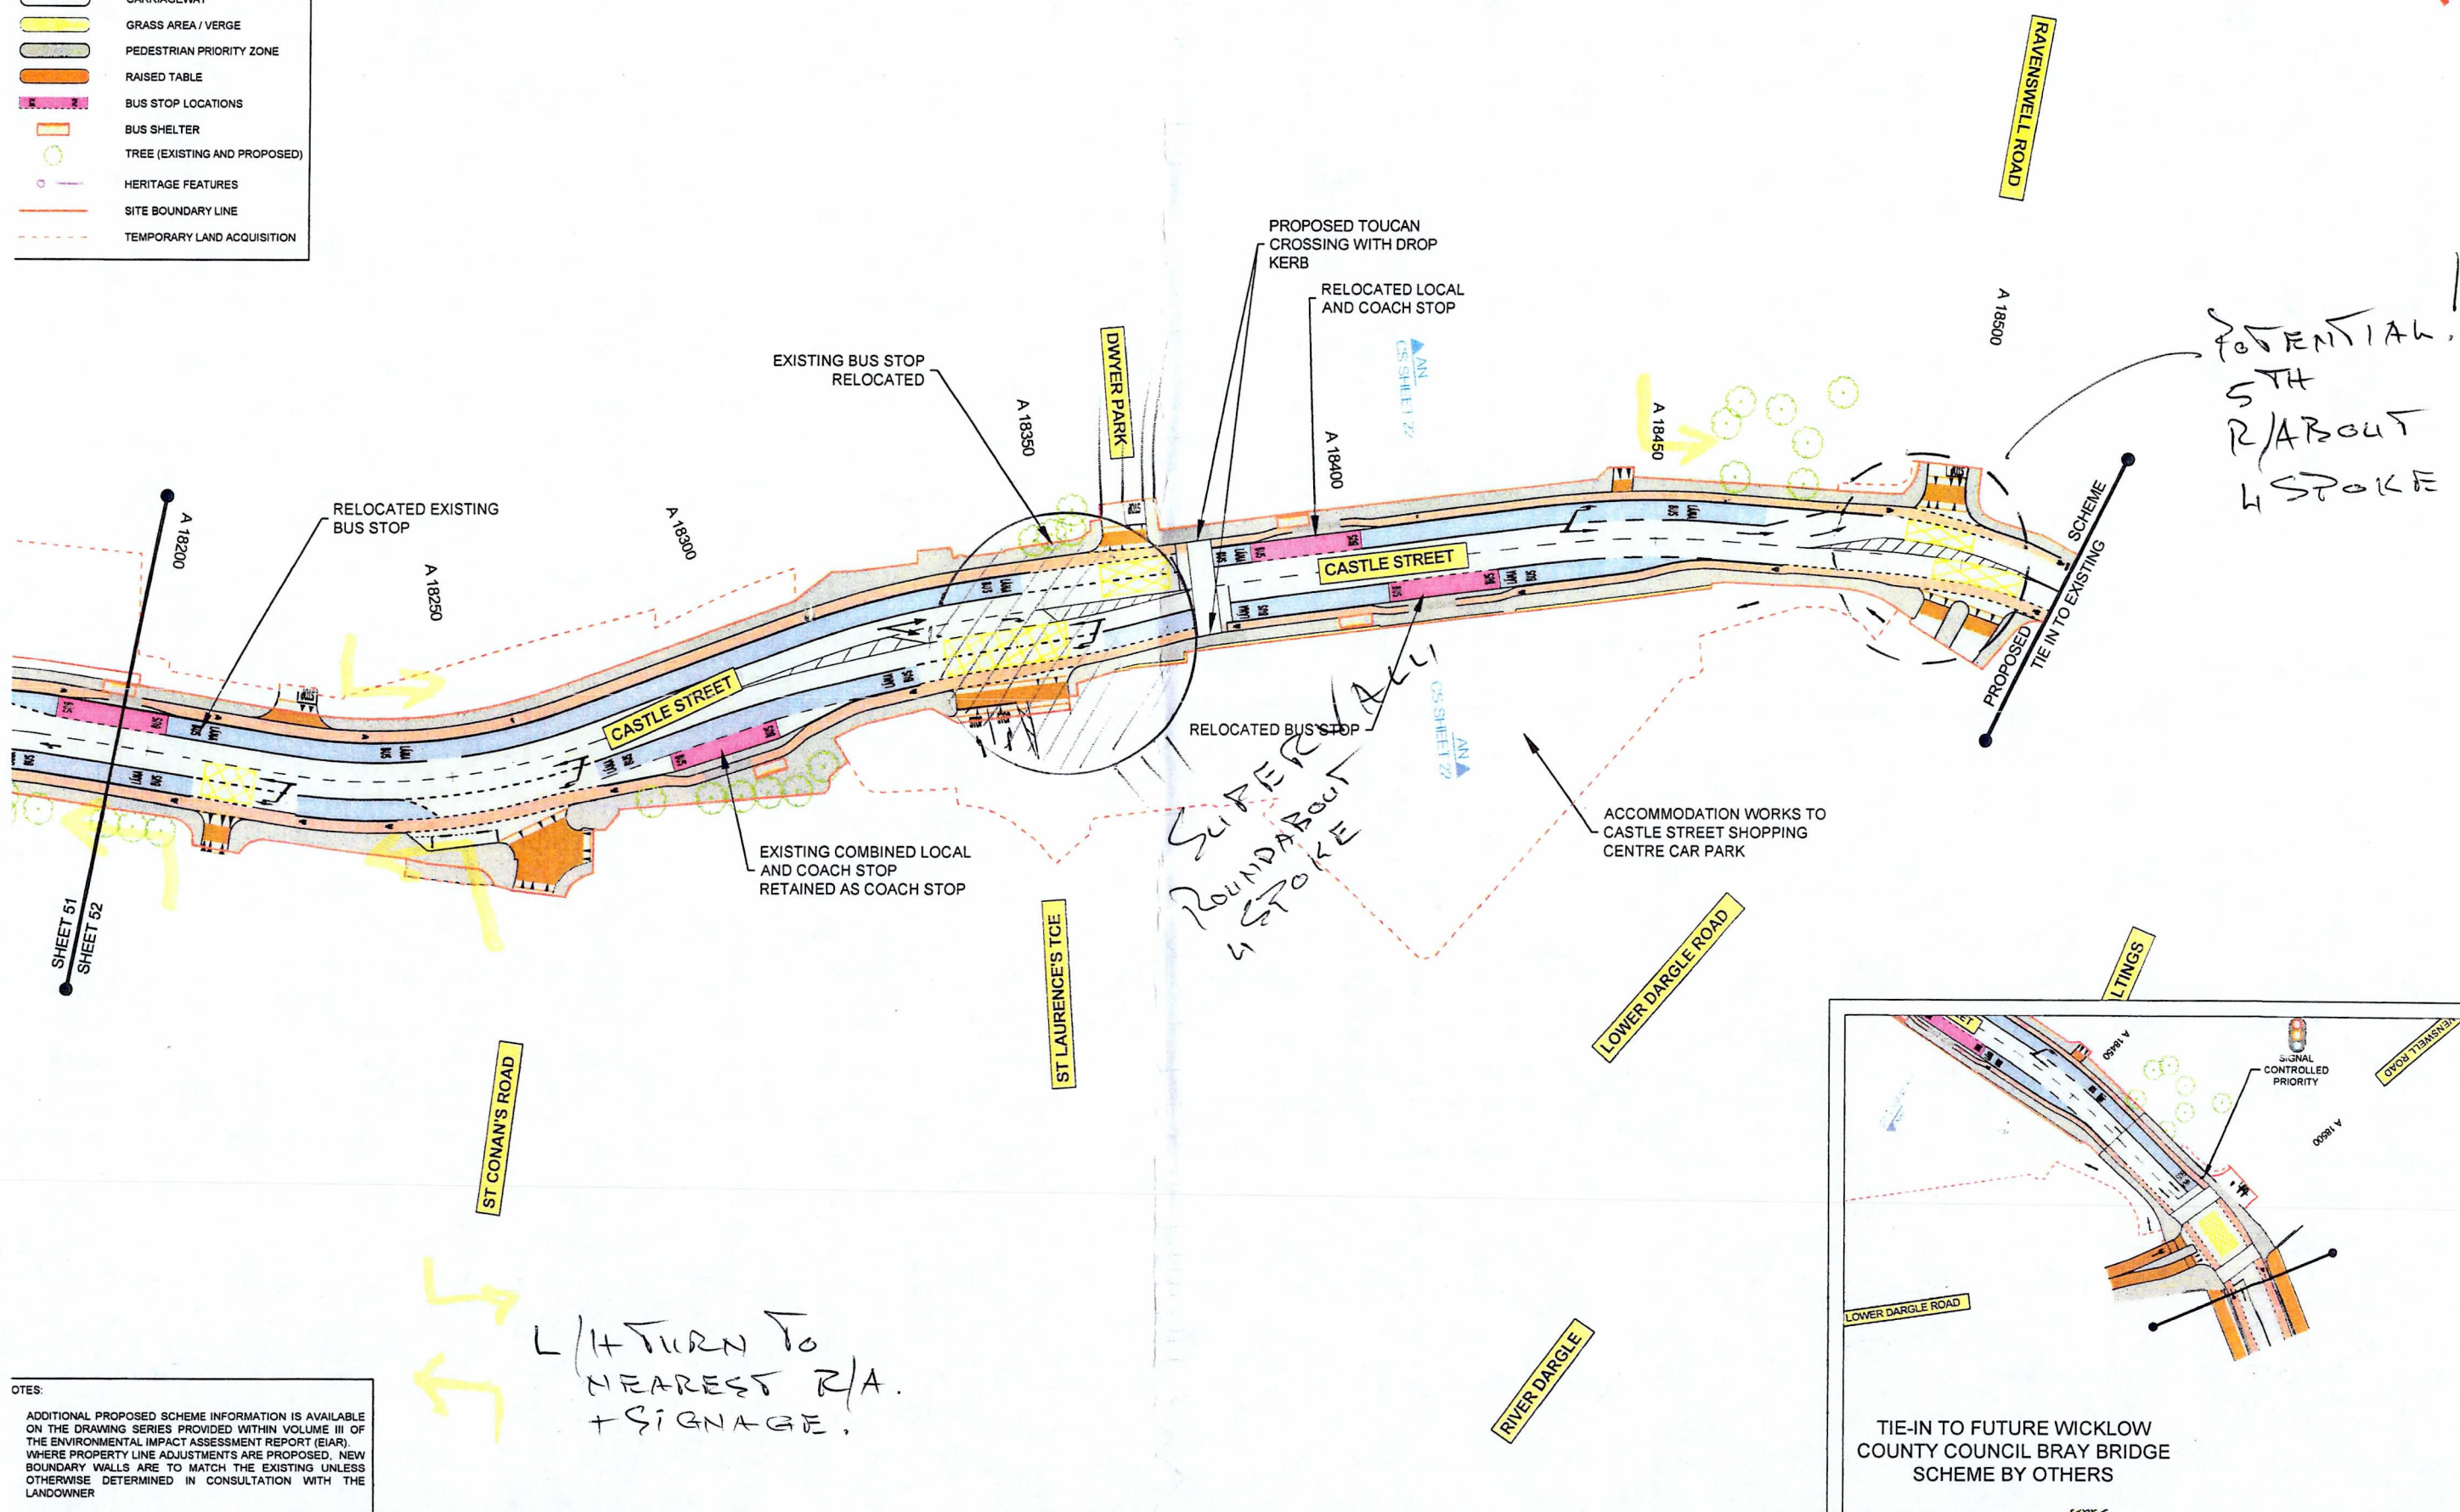 CARRIAGEWAY
GRASS AREA / VERGE
PEDESTRIAN PRIORITY ZONE
RAISED TABLE
BUS STOP LOCATIONS
BUS SHELTER
TREE (EXISTING AND PROPOSED)
HERITAGE FEATURES
SITE BOUNDARY LINE
TEMPORARY LAND ACQUISITION
RAVENSWELL ROAD
PROPOSED TOUCAN
CROSSING WITH DROP
KERB
RELOCATED LOCAL
AND COACH STOP
EXISTING BUS STOP
RELOCATED
DWYER PARK
A 18500
POTENTIAL!
5TH
R/ABOUT
4 SPOKE
A 18350
A 18400
A 18450
RELOCATED EXISTING
BUS STOP
A 18200
A 18250
A 18300
CASTLE STREET
CASTLE STREET
PROPOSED SCHEME
TIE IN TO EXISTING
RELOCATED BUS STOP
SUPERVALU
ROUNDABOUT
4 SPOKE
ACCOMMODATION WORKS TO
CASTLE STREET SHOPPING
CENTRE CAR PARK
EXISTING COMBINED LOCAL
AND COACH STOP
RETAINED AS COACH STOP
SHEET 51
SHEET 52
ST CONAN'S ROAD
ST LAURENCE'S TCE
LOWER DARGLE ROAD
LTINGS
RIVER DARGLE
L/H TURN TO
NEAREST R/A.
+ SIGNAGE.
OTES:
ADDITIONAL PROPOSED SCHEME INFORMATION IS AVAILABLE
ON THE DRAWING SERIES PROVIDED WITHIN VOLUME III OF
THE ENVIRONMENTAL IMPACT ASSESSMENT REPORT (EIAR).
WHERE PROPERTY LINE ADJUSTMENTS ARE PROPOSED, NEW
BOUNDARY WALLS ARE TO MATCH THE EXISTING UNLESS
OTHERWISE DETERMINED IN CONSULTATION WITH THE
LANDOWNER
ET
A 18450
SIGNAL
CONTROLLED
PRIORITY
ENSWELL ROAD
A 18500
LOWER DARGLE ROAD
TIE-IN TO FUTURE WICKLOW
COUNTY COUNCIL BRAY BRIDGE
SCHEME BY OTHERS